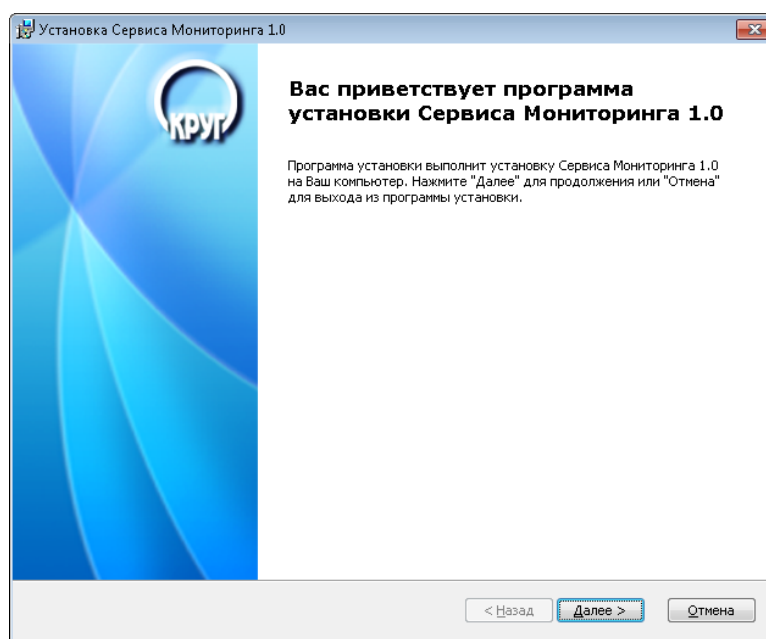 Установка Сервиса Мониторинга 1.0
КРУГ
Вас приветствует программа
установки Сервиса Мониторинга 1.0
Программа установки выполнит установку Сервиса Мониторинга 1.0
на Ваш компьютер. Нажмите "Далее" для продолжения или "Отмена"
для выхода из программы установки.
< Назад
Далее >
Отмена